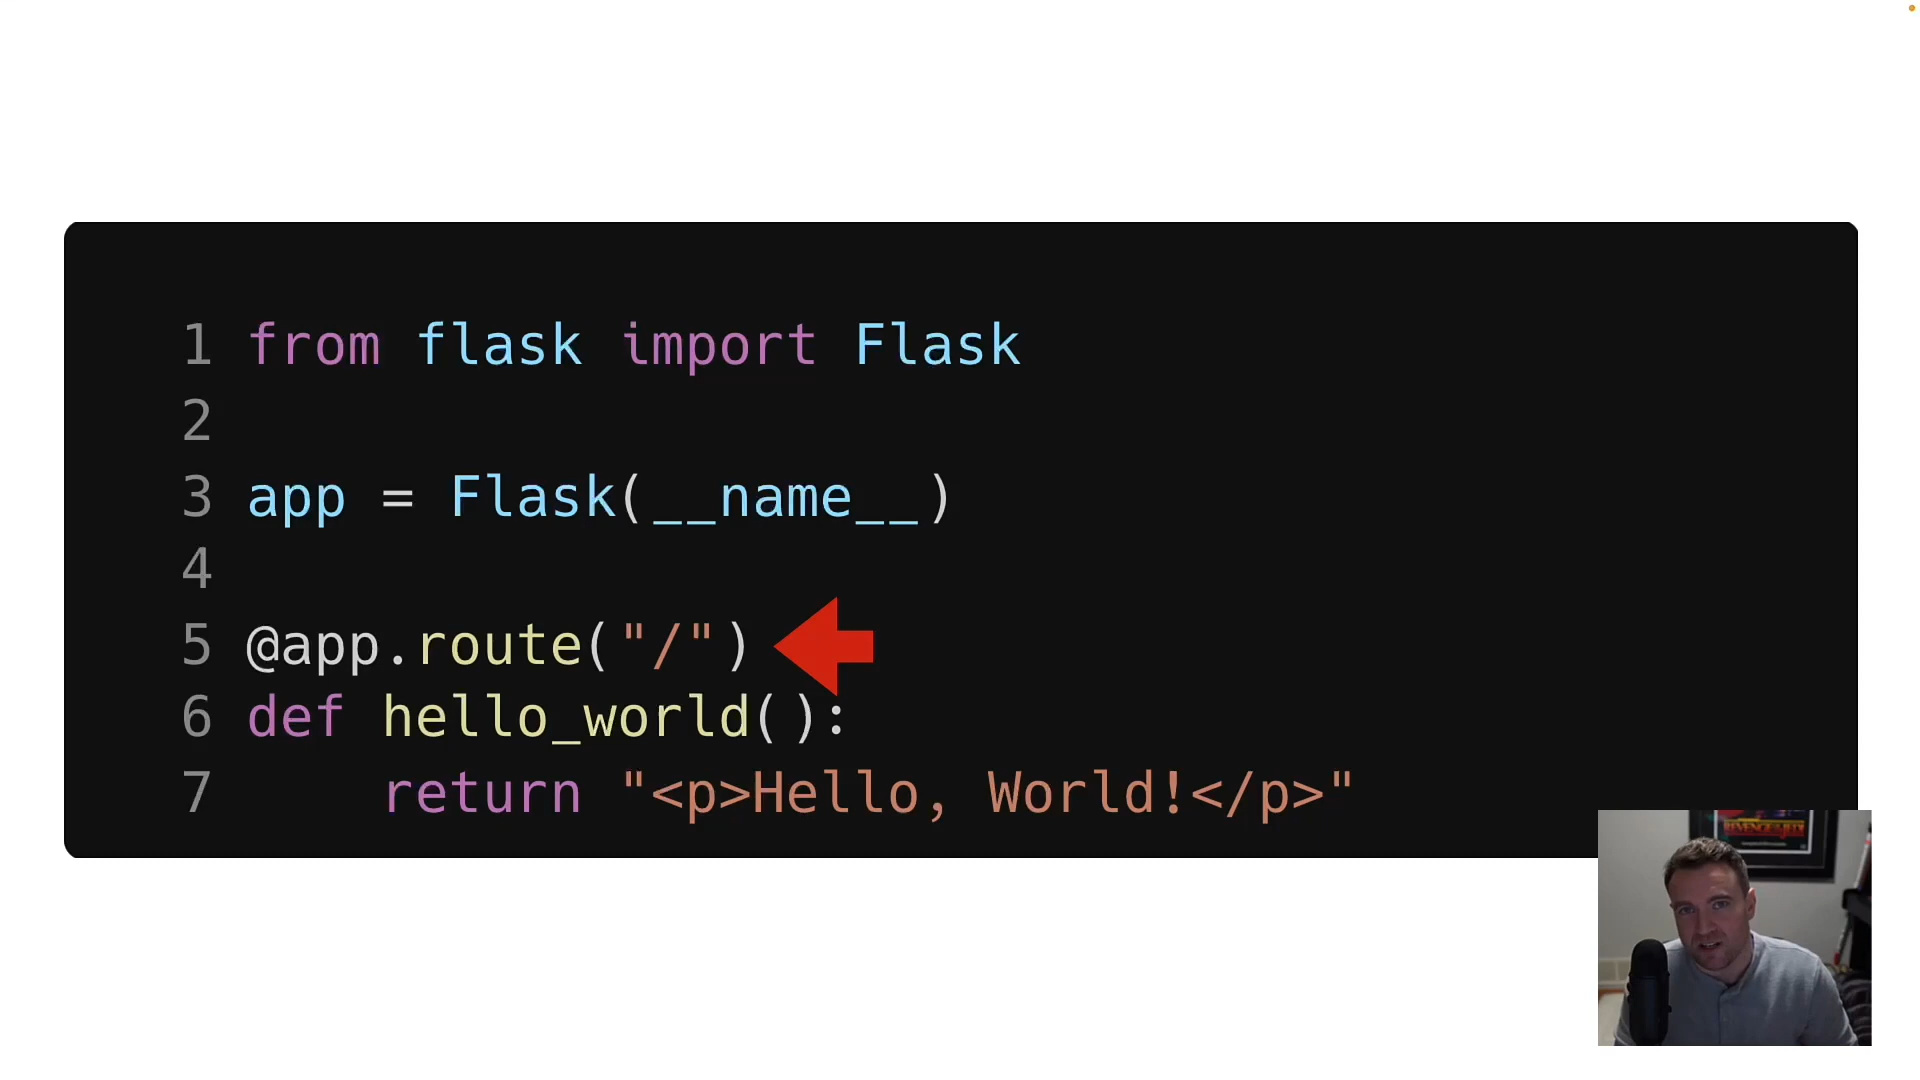 1 from flask import Flask
2
3 app = Flask(__name__)
4
5 @app.route("/")
6 def hello_world():
7     return "<p>Hello, World!</p>"